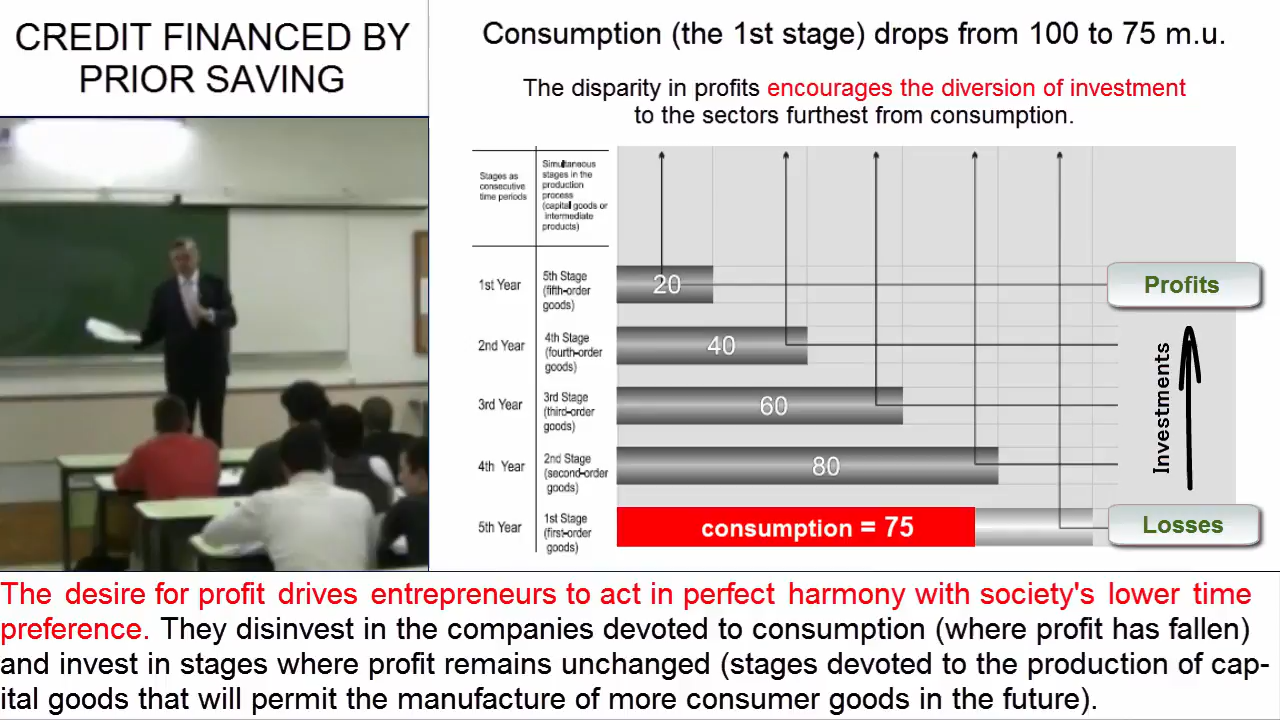 CREDIT FINANCED BY
PRIOR SAVING
Consumption (the 1st stage) drops from 100 to 75 m.u.
The disparity in profits encourages the diversion of investment
to the sectors furthest from consumption.
Stages as
consecutive
time periods
Simultaneous
stages in the
production
process
(capital goods or
intermediate
products)
1st Year
5th Stage
(fifth-order
goods)
20
Profits
2nd Year
4th Stage
(fourth-order
goods)
40
3rd Year
3rd Stage
(third-order
goods)
60
Investments
4th Year
2nd Stage
(second-order
goods)
80
5th Year
1st Stage
(first-order
goods)
consumption = 75
Losses
The desire for profit drives entrepreneurs to act in perfect harmony with society's lower time
preference. They disinvest in the companies devoted to consumption (where profit has fallen)
and invest in stages where profit remains unchanged (stages devoted to the production of cap-
ital goods that will permit the manufacture of more consumer goods in the future).